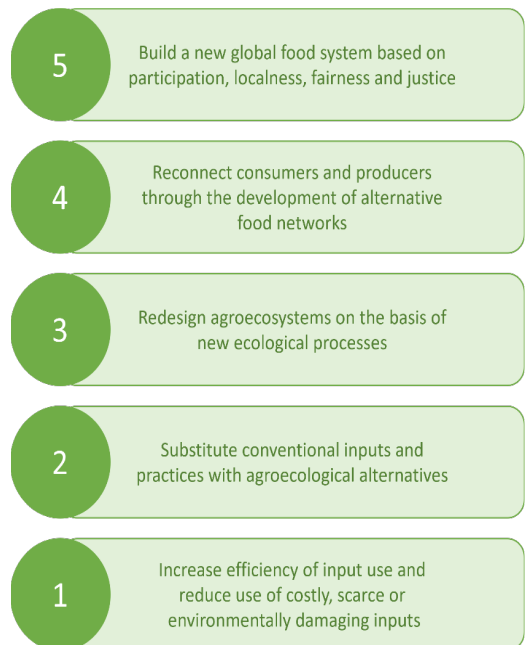 5
Build a new global food system based on
participation, localness, fairness and justice
4
Reconnect consumers and producers
through the development of alternative
food networks
3
Redesign agroecosystems on the basis of
new ecological processes
2
Substitute conventional inputs and
practices with agroecological alternatives
1
Increase efficiency of input use and
reduce use of costly, scarce or
environmentally damaging inputs